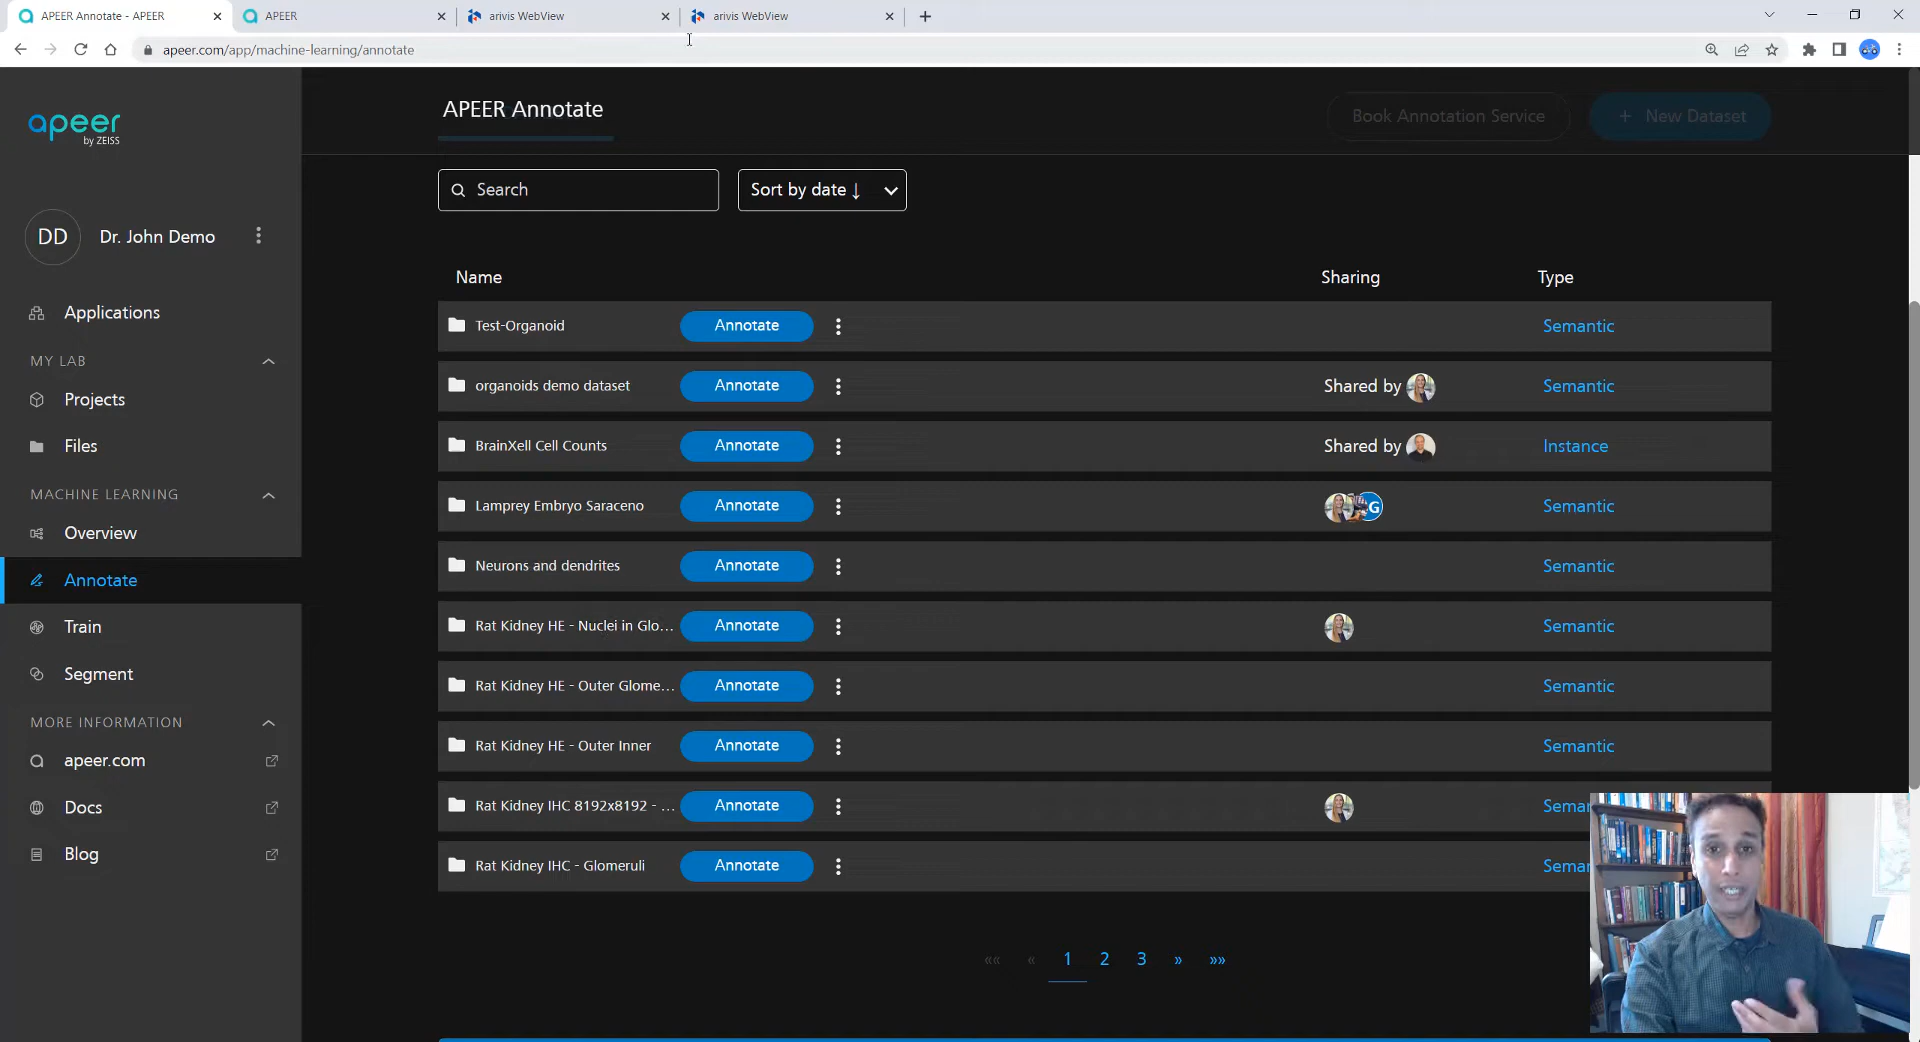 APEER Annotate - APEER
APEER
arivis WebView
arivis WebView
apeer.com/app/machine-learning/annotate
apeer
by ZEISS
APEER Annotate
Book Annotation Service
+ New Dataset
Search
Sort by date ↓
DD
Dr. John Demo
Applications
MY LAB
Projects
Files
MACHINE LEARNING
Overview
Annotate
Train
Segment
MORE INFORMATION
apeer.com
Docs
Blog
Name Sharing Type
Test-Organoid Annotate Semantic
organoids demo dataset Annotate Shared by Semantic
BrainXell Cell Counts Annotate Shared by Instance
Lamprey Embryo Saraceno Annotate G Semantic
Neurons and dendrites Annotate Semantic
Rat Kidney HE - Nuclei in Glo... Annotate Semantic
Rat Kidney HE - Outer Glome... Annotate Semantic
Rat Kidney HE - Outer Inner Annotate Semantic
Rat Kidney IHC 8192x8192 - ... Annotate Semar
Rat Kidney IHC - Glomeruli Annotate Semar
«« « 1 2 3 » »»